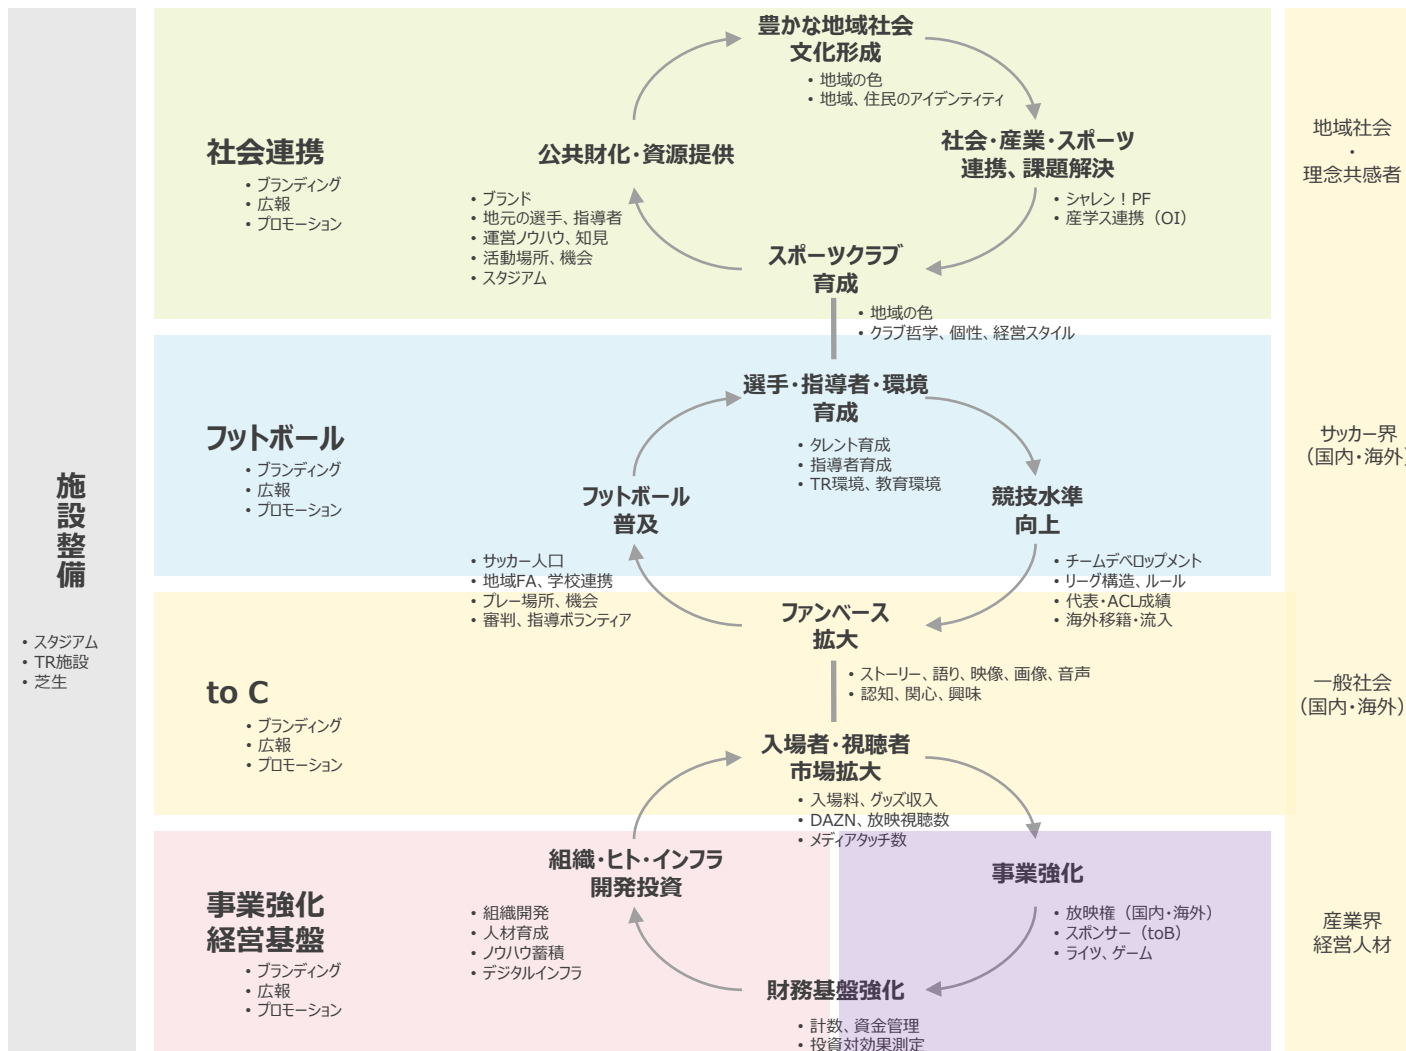 施設整備
• スタジアム
• TR施設
• 芝生
社会連携
• ブランディング
• 広報
• プロモーション
豊かな地域社会
文化形成
• 地域の色
• 地域、住民のアイデンティティ
公共財化・資源提供
• ブランド
• 地元の選手、指導者
• 運営ノウハウ、知見
• 活動場所、機会
• スタジアム
社会・産業・スポーツ
連携、課題解決
• シャレン！PF
• 産学ス連携（OI）
スポーツクラブ
育成
• 地域の色
• クラブ哲学、個性、経営スタイル
地域社会
・
理念共感者
フットボール
• ブランディング
• 広報
• プロモーション
選手・指導者・環境
育成
• タレント育成
• 指導者育成
• TR環境、教育環境
フットボール
普及
• サッカー人口
• 地域FA、学校連携
• プレー場所、機会
• 審判、指導ボランティア
競技水準
向上
• チームデベロップメント
• リーグ構造、ルール
• 代表・ACL成績
• 海外移籍・流入
サッカー界
（国内・海外）
to C
• ブランディング
• 広報
• プロモーション
ファンベース
拡大
• ストーリー、語り、映像、画像、音声
• 認知、関心、興味
入場者・視聴者
市場拡大
• 入場料、グッズ収入
• DAZN、放映視聴数
• メディアタッチ数
一般社会
（国内・海外）
事業強化
経営基盤
• ブランディング
• 広報
• プロモーション
組織・ヒト・インフラ
開発投資
• 組織開発
• 人材育成
• ノウハウ蓄積
• デジタルインフラ
事業強化
• 放映権（国内・海外）
• スポンサー（toB）
• ライツ、ゲーム
財務基盤強化
• 計数、資金管理
• 投資対効果測定
産業界
経営人材